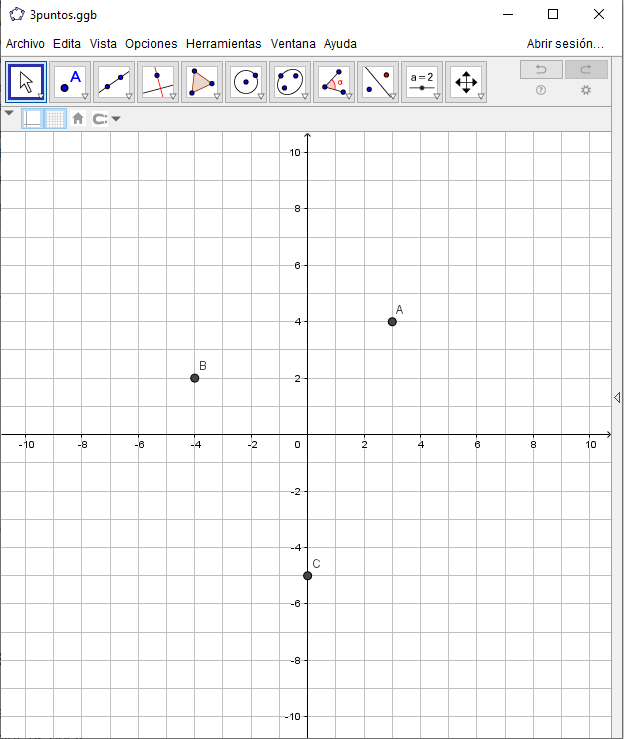 3puntos.ggb
Archivo Edita Vista Opciones Herramientas Ventana Ayuda Abrir sesión...
A α a=2
10
8
6
4
A
2
B
-10 -8 -6 -4 -2 0 2 4 6 8 10
-2
-4
C
-6
-8
-10